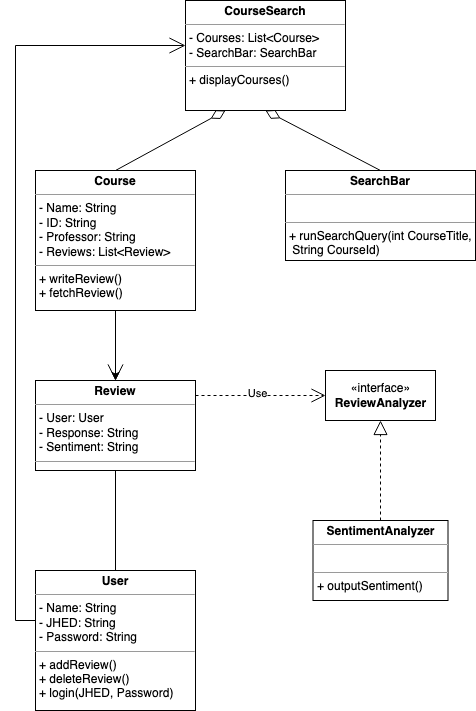 CourseSearch
- Courses: List<Course>
- SearchBar: SearchBar
+ displayCourses()
Course
- Name: String
- ID: String
- Professor: String
- Reviews: List<Review>
+ writeReview()
+ fetchReview()
SearchBar
+ runSearchQuery(int CourseTitle,
String CourseId)
Review
- User: User
- Response: String
- Sentiment: String
Use
«interface»
ReviewAnalyzer
SentimentAnalyzer
+ outputSentiment()
User
- Name: String
- JHED: String
- Password: String
+ addReview()
+ deleteReview()
+ login(JHED, Password)